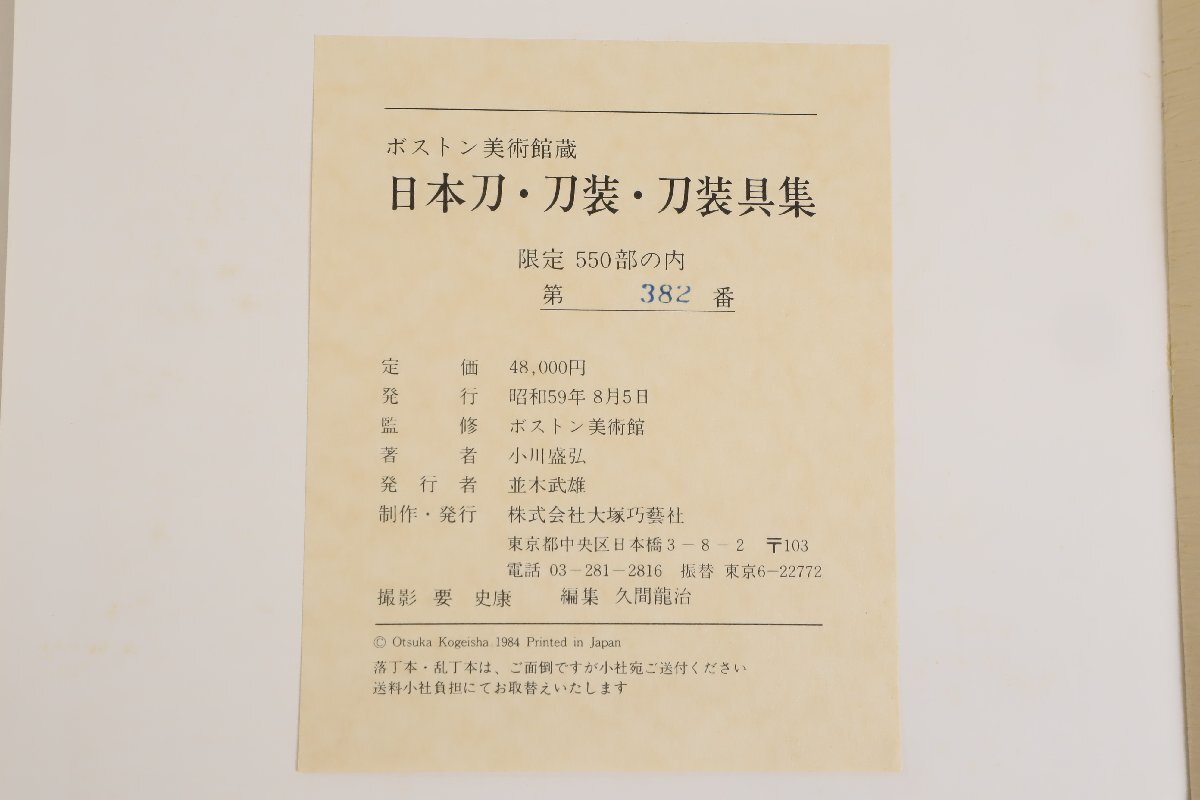 ボストン美術館蔵
日本刀・刀装・刀装具集
限定 550部の内
第 382 番
定価 48,000円
発行 昭和59年 8月5日
監修 ボストン美術館
著者 小川盛弘
発行者 並木武雄
制作・発行 株式会社大塚巧藝社
東京都中央区日本橋3－8－2 〒103
電話 03－281－2816 振替 東京6－22772
撮影 要 史康 編集 久間龍治
© Otsuka Kogeisha 1984 Printed in Japan
落丁本・乱丁本は、ご面倒ですが小社宛ご送付ください
送料小社負担にてお取替えいたします